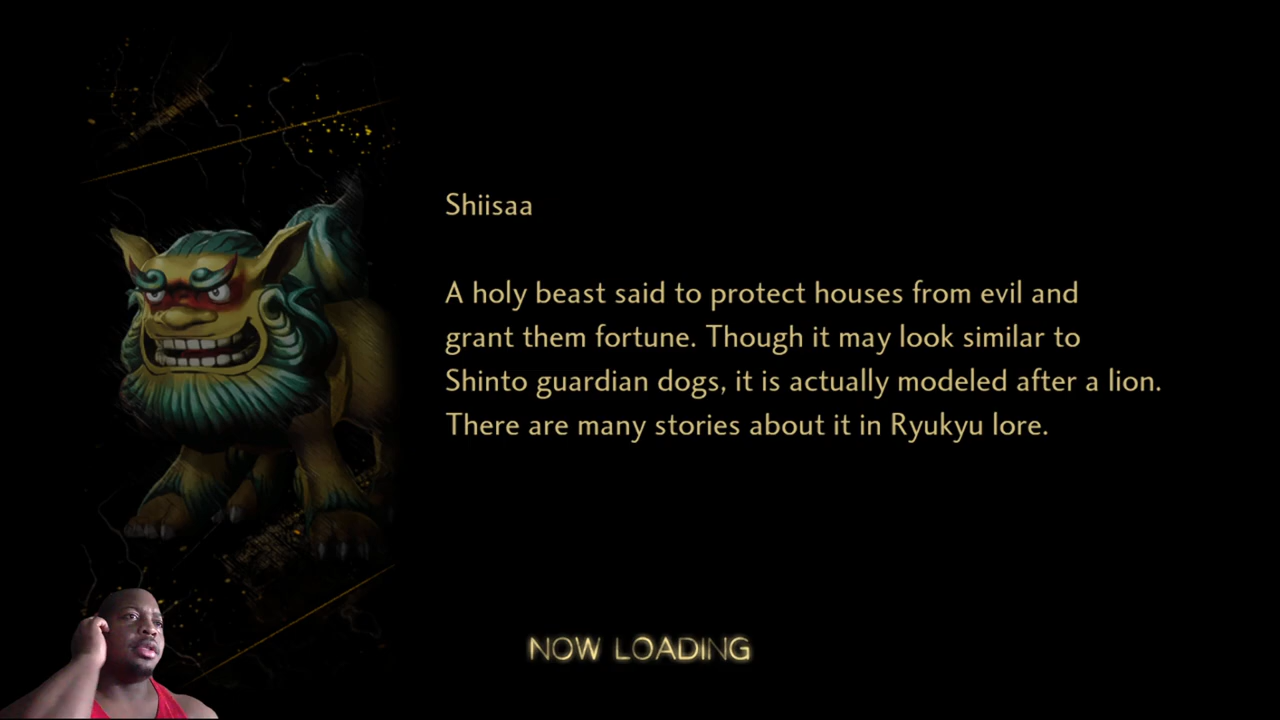 Shiisaa
A holy beast said to protect houses from evil and
grant them fortune. Though it may look similar to
Shinto guardian dogs, it is actually modeled after a lion.
There are many stories about it in Ryukyu lore.
NOW LOADING